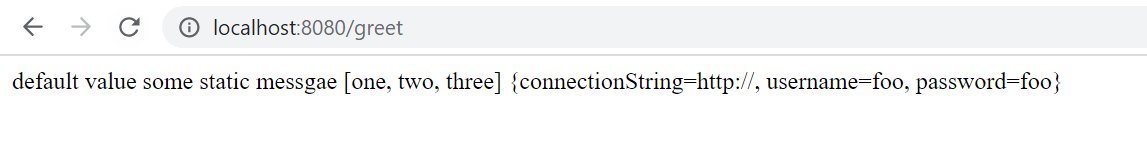 localhost:8080/greet
default value some static messgae [one, two, three] {connectionString=http://, username=foo, password=foo}